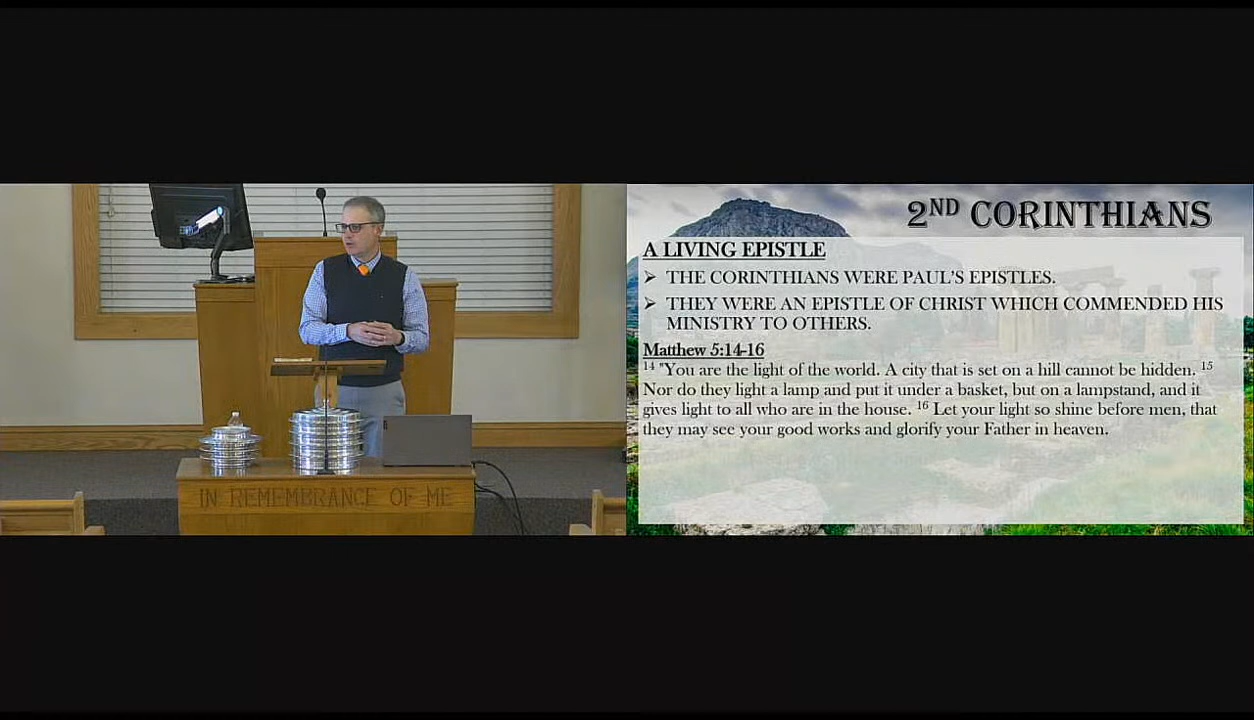 IN REMEMBRANCE OF ME
2ND CORINTHIANS
A LIVING EPISTLE
➢ THE CORINTHIANS WERE PAUL'S EPISTLES.
➢ THEY WERE AN EPISTLE OF CHRIST WHICH COMMENDED HIS
MINISTRY TO OTHERS.
Matthew 5:14-16
14 "You are the light of the world. A city that is set on a hill cannot be hidden. 15
Nor do they light a lamp and put it under a basket, but on a lampstand, and it
gives light to all who are in the house. 16 Let your light so shine before men, that
they may see your good works and glorify your Father in heaven.